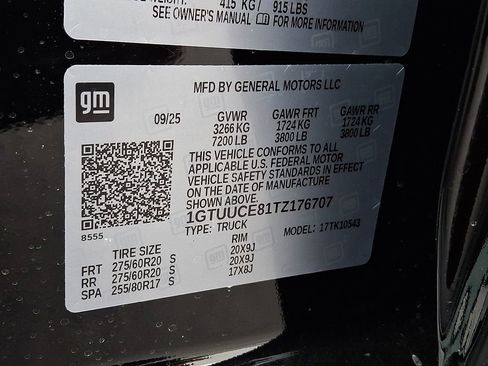 415 KG / 915 LBS
SEE OWNER'S MANUAL FOR MORE INFORMATION
gm
MFD BY GENERAL MOTORS LLC
09/25 GVWR GAWR FRT GAWR RR
3266 KG 1724 KG 1724 KG
7200 LB 3800 LB 3800 LB
THIS VEHICLE CONFORMS TO ALL
APPLICABLE U.S. FEDERAL MOTOR
VEHICLE SAFETY STANDARDS IN EFFECT
ON THE DATE OF MANUFACTURE
SHOWN ABOVE.
1GTUUCE81TZ176707
8555 TYPE: TRUCK MODEL: 17TK10543
TIRE SIZE RIM
FRT 275/60R20 S 20X9J
RR 275/60R20 S 20X9J
SPA 255/80R17 S 17X8J